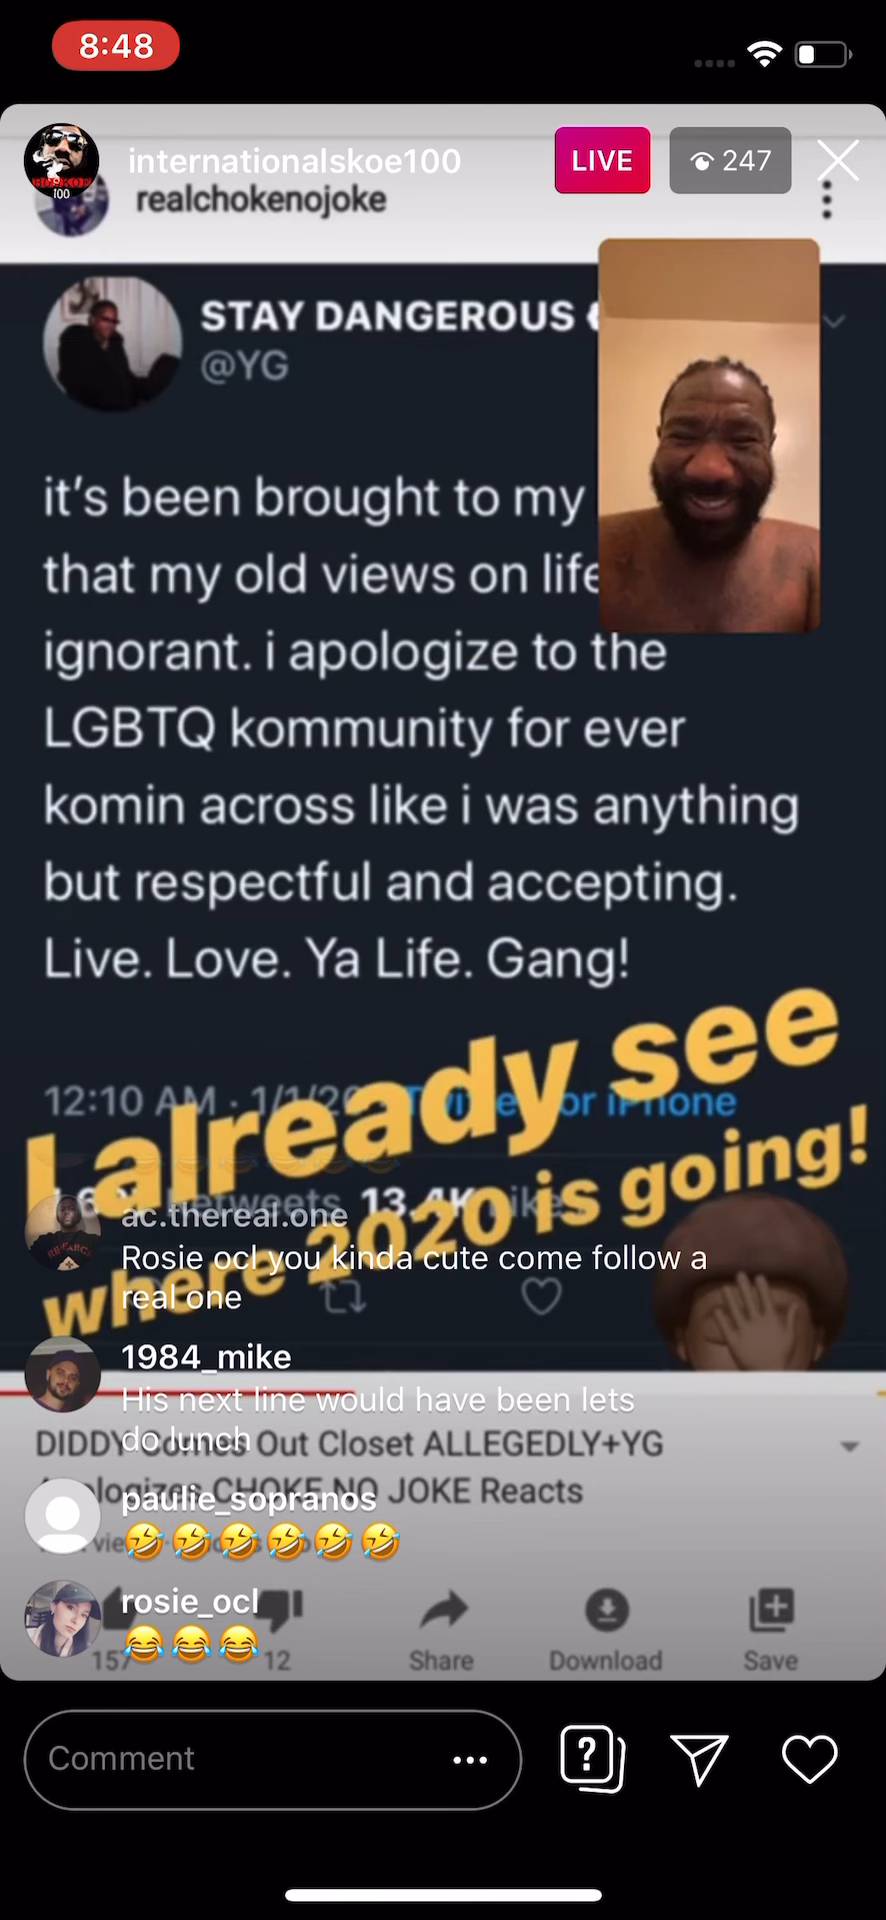 8:48
internationalskoe100
LIVE
247
100
realchokenojoke
STAY DANGEROUS
@YG
it's been brought to my
that my old views on life
ignorant. i apologize to the
LGBTQ kommunity for ever
komin across like i was anything
but respectful and accepting.
Live. Love. Ya Life. Gang!
12:10 AM · 1/1/20
Twitter for iPhone
I already see
where 2020 is going!
Retweets 13.4K Likes
ac.thereal.one
Rosie ocl you kinda cute come follow a
real one
1984_mike
His next line would have been lets
do lunch
DIDDY Comes Out Closet ALLEGEDLY+YG
Apologizes CHOKE NO JOKE Reacts
paulie_sopranos
🤣🤣🤣🤣🤣🤣
rosie_ocl
😂😂😂
157
12
Share
Download
Save
Comment